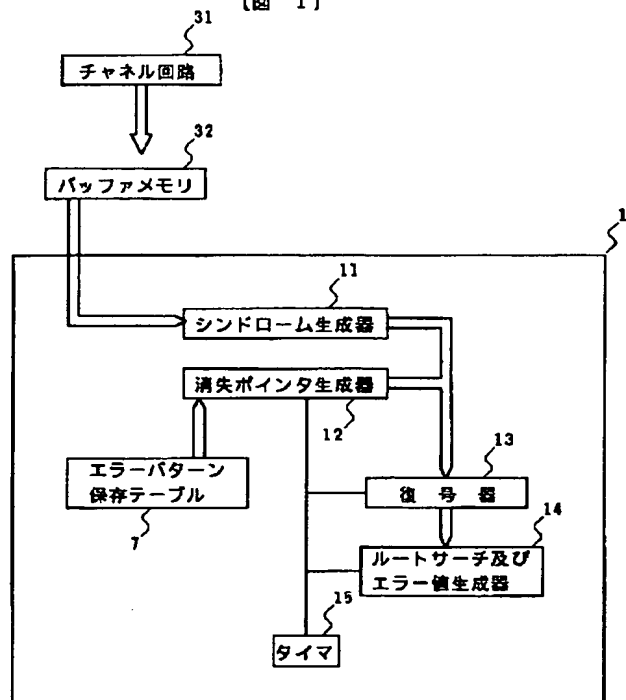 〔図 1〕
31
チャネル回路
32
バッファメモリ
1
11
シンドローム生成器
消失ポインタ生成器
12
エラーパターン
保存テーブル
7
13
復号器
14
ルートサーチ及び
エラー値生成器
15
タイマ